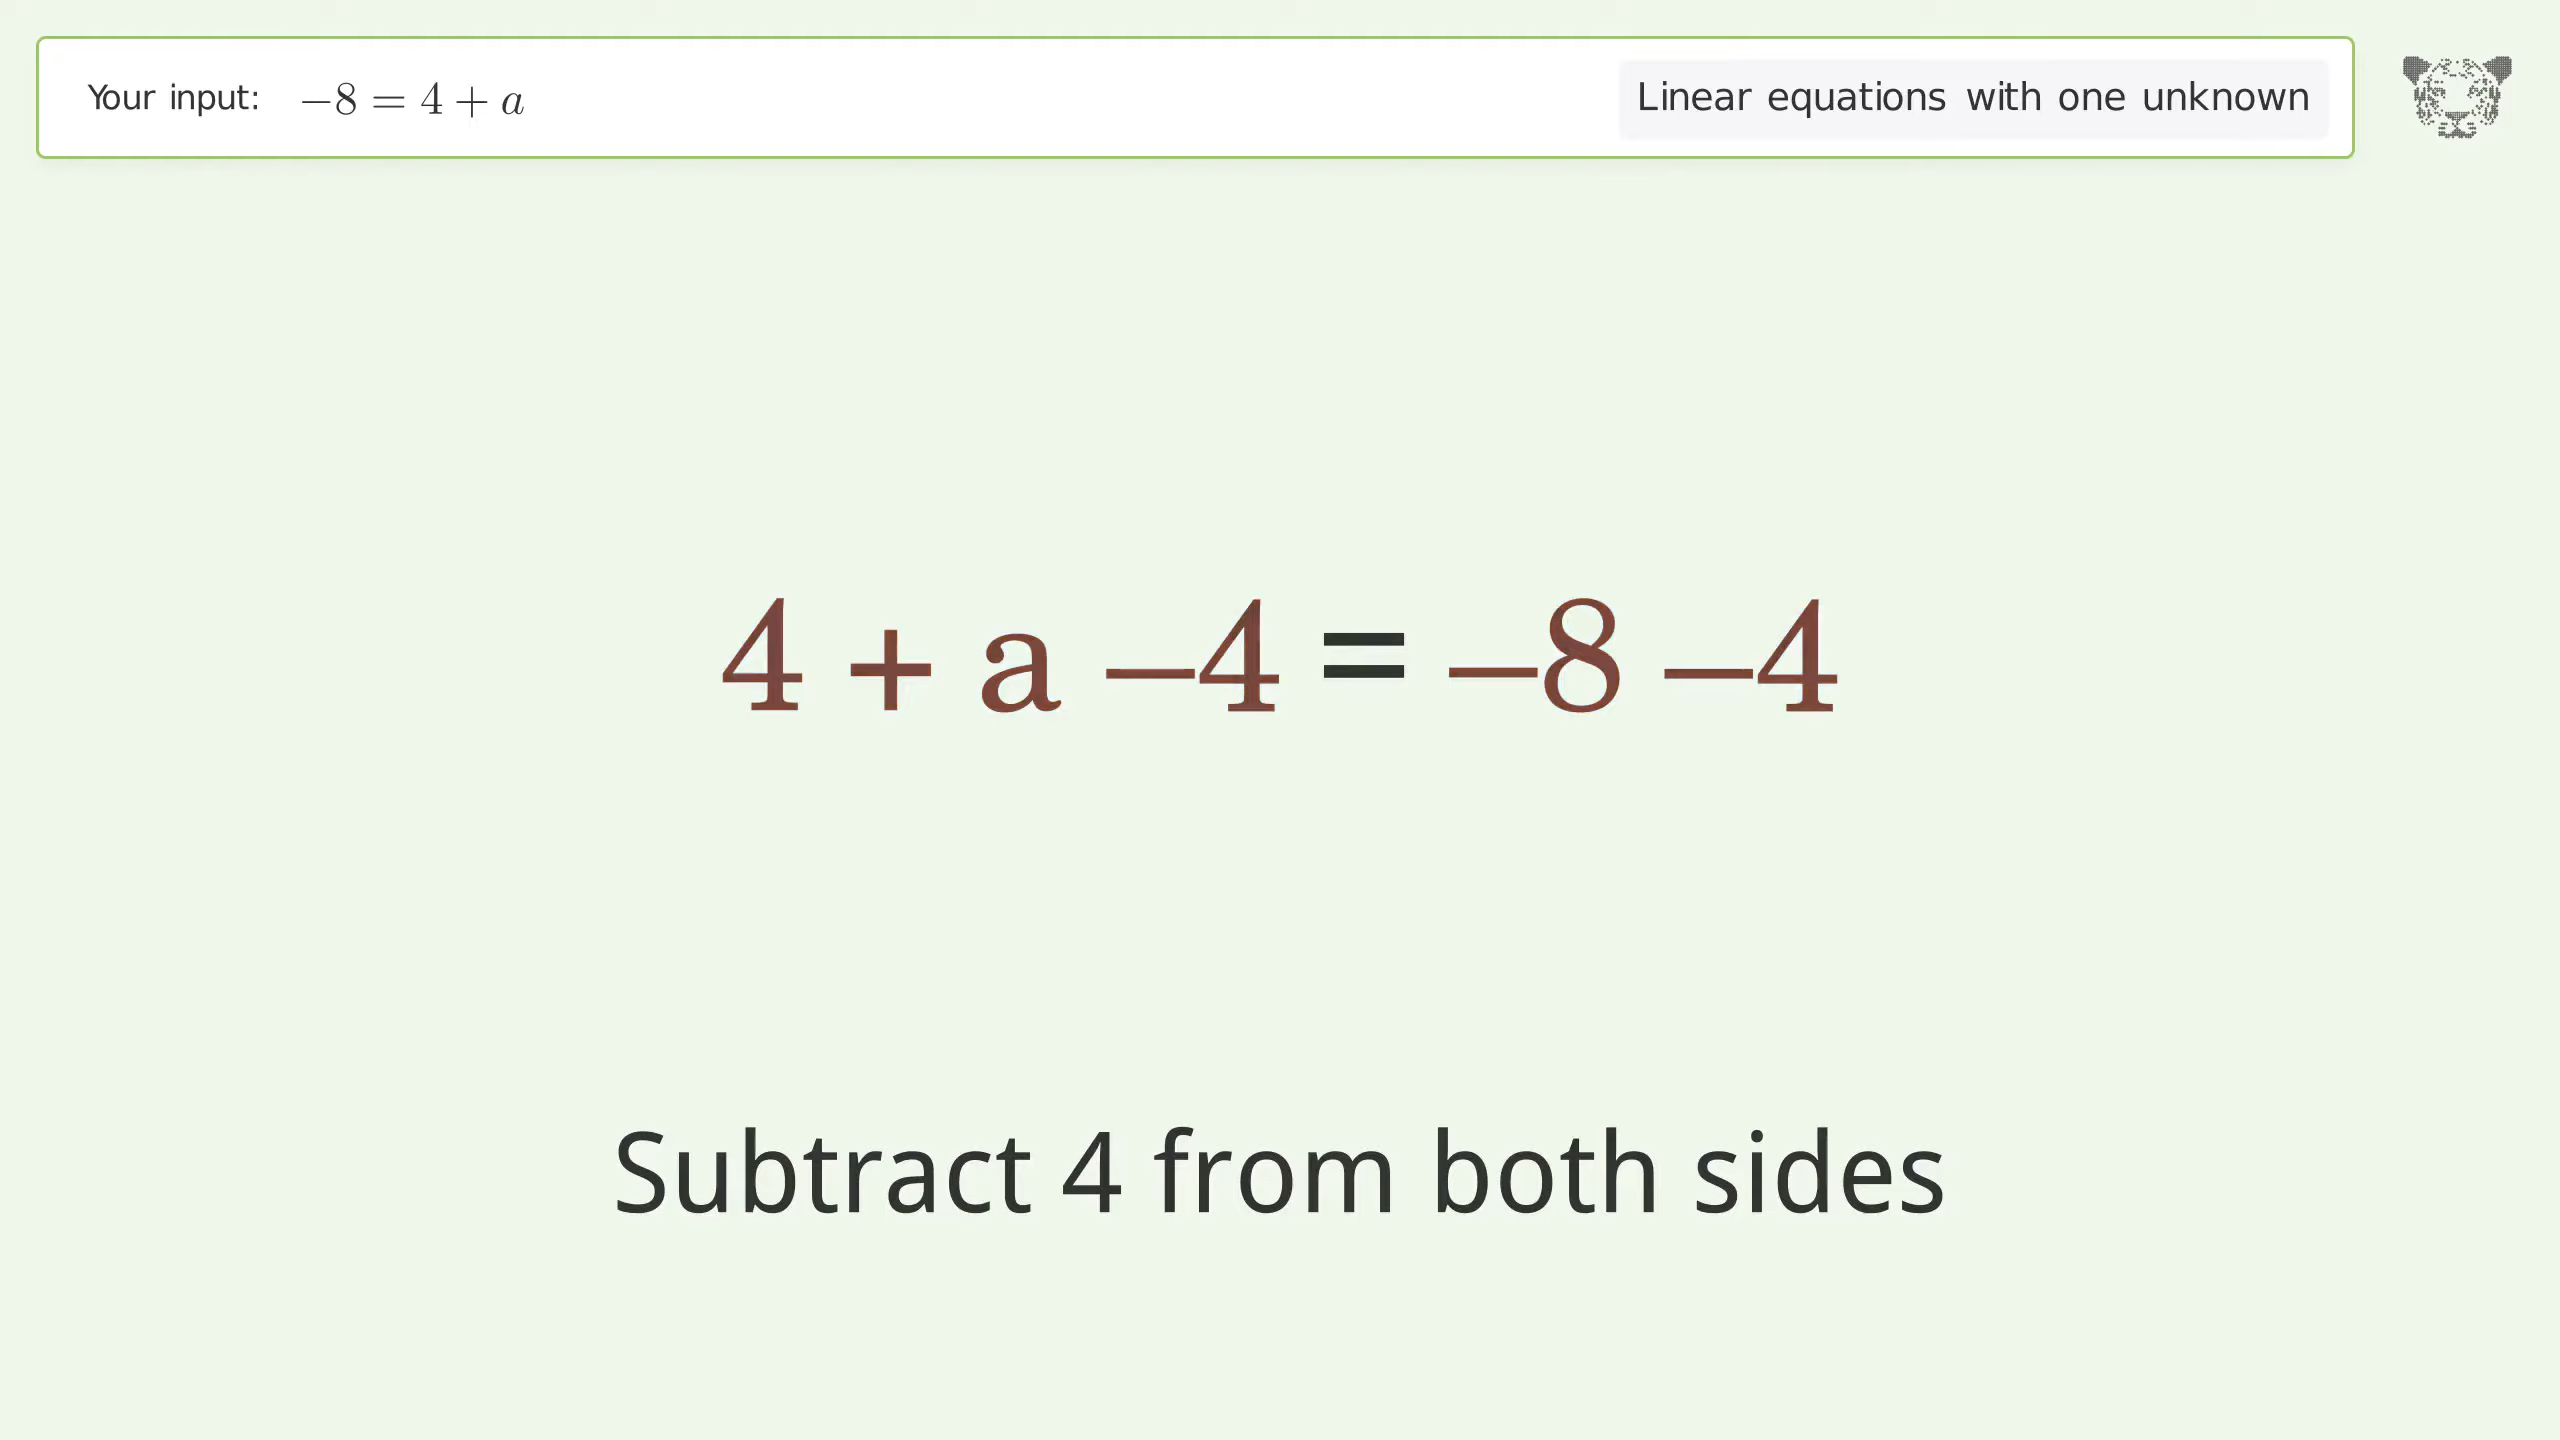 Your input: −8 = 4 + a
Linear equations with one unknown
4 + a –4 = –8 –4
Subtract 4 from both sides